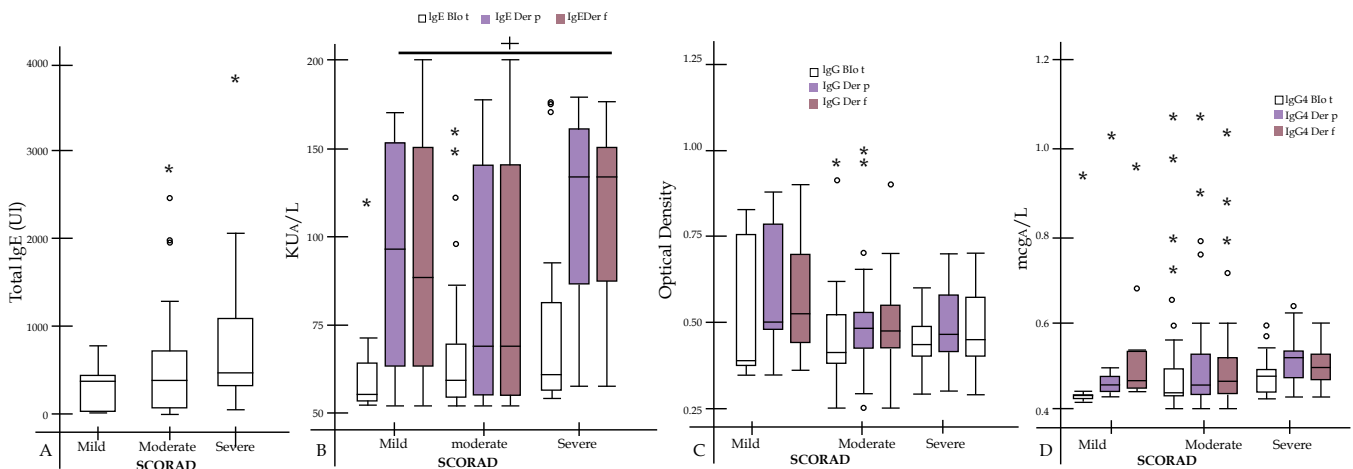 IgE Blo t IgE Der p IgEDer f
Total IgE (UI)
4000
3000
2000
1000
0
Mild Moderate Severe
SCORAD
A
KUA/L
200
150
100
75
50
Mild moderate Severe
SCORAD
B
IgG Blo t
IgG Der p
IgG Der f
Optical Density
1.25
1.00
0.75
0.50
0.25
Mild Moderate Severe
SCORAD
C
IgG4 Blo t
IgG4 Der p
IgG4 Der f
mcgA/L
1.2
1.0
0.8
0.6
0.4
Mild Moderate Severe
SCORAD
D